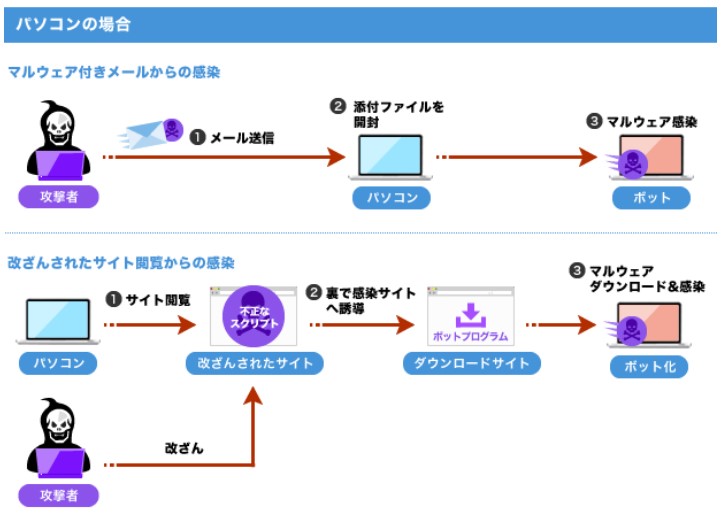 パソコンの場合
マルウェア付きメールからの感染
❶ メール送信
❷ 添付ファイルを
開封
❸ マルウェア感染
攻撃者
パソコン
ボット
改ざんされたサイト閲覧からの感染
❶ サイト閲覧
❷ 裏で感染サイト
へ誘導
❸ マルウェア
ダウンロード&感染
不正な
スクリプト
ボットプログラム
パソコン
改ざんされたサイト
ダウンロードサイト
ボット化
改ざん
攻撃者